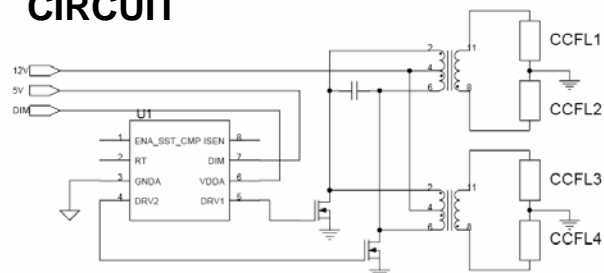 CIRCUIT
12V
5V
DIM
U1
1 ENA_SST_CMP ISEN 8
2 RT DIM 7
3 GNDA VDDA 6
4 DRV2 DRV1 5
2 11
4
6 8
CCFL1
CCFL2
2 11
4
6 8
CCFL3
CCFL4